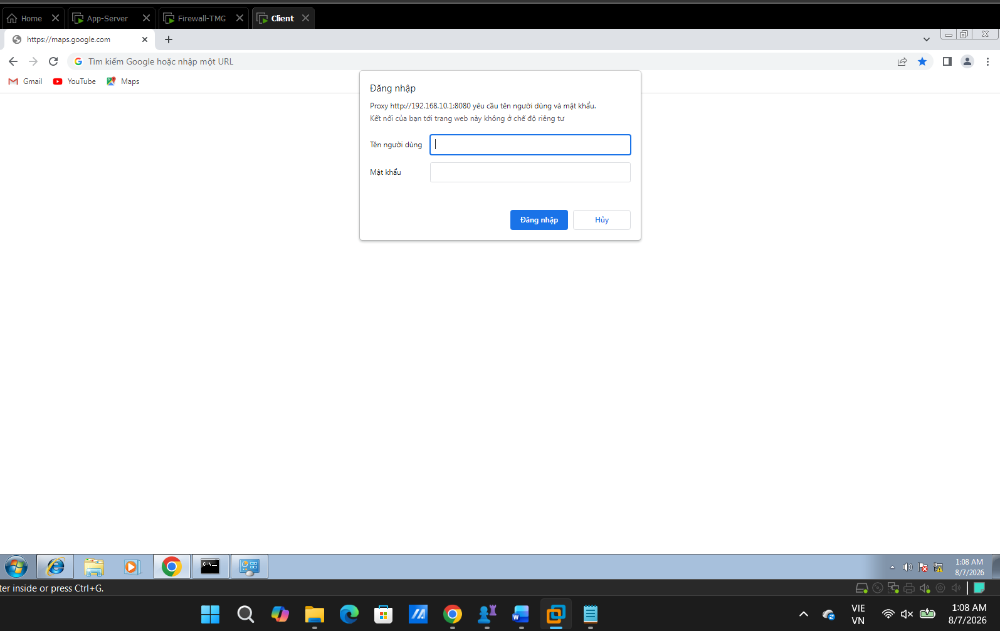 Home
App-Server
Firewall-TMG
Client
https://maps.google.com
Tìm kiếm Google hoặc nhập một URL
Gmail
YouTube
Maps
Đăng nhập
Proxy http://192.168.10.1:8080 yêu cầu tên người dùng và mật khẩu.
Kết nối của bạn tới trang web này không ở chế độ riêng tư
Tên người dùng
Mật khẩu
Đăng nhập
Hủy
C:\_
1:08 AM
8/7/2026
ter inside or press Ctrl+G.
W
VIE
VN
1:08 AM
8/7/2026